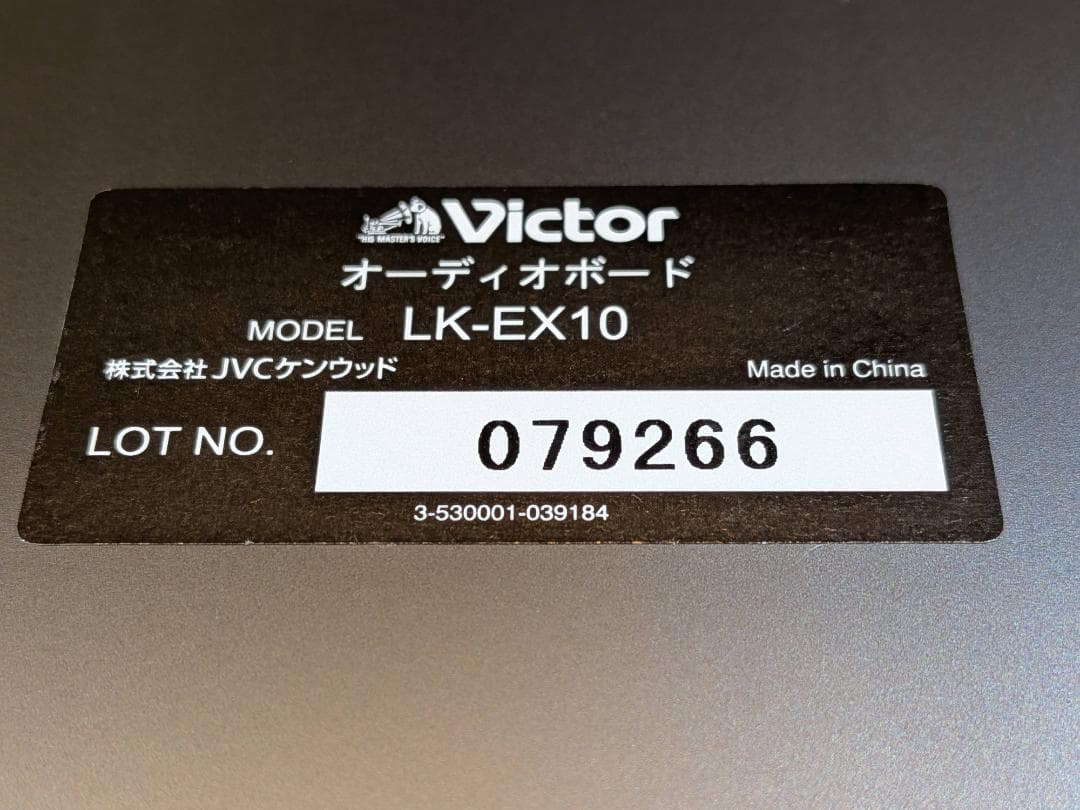 "HIS MASTER'S VOICE" Victor
オーディオボード
MODEL LK-EX10
株式会社 JVCケンウッド Made in China
LOT NO. 079266
3-530001-039184